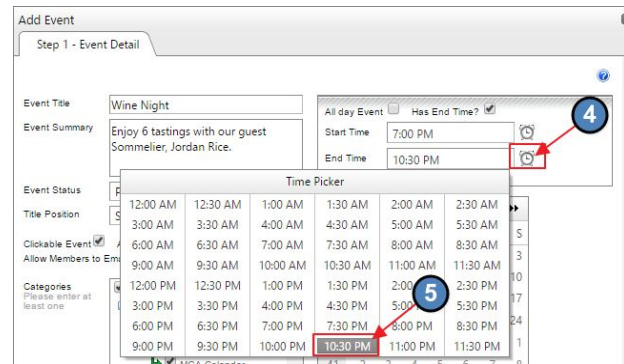 Add Event
Step 1 - Event Detail
Event Title
Wine Night
Event Summary
Enjoy 6 tastings with our guest
Sommelier, Jordan Rice.
All day Event
Has End Time?
Start Time
7:00 PM
End Time
10:30 PM
4
Event Status
Title Position
Clickable Event
Allow Members to
Categories
Please enter at
least one
Time Picker
12:00 AM 12:30 AM 1:00 AM 1:30 AM 2:00 AM 2:30 AM
3:00 AM 3:30 AM 4:00 AM 4:30 AM 5:00 AM 5:30 AM
6:00 AM 6:30 AM 7:00 AM 7:30 AM 8:00 AM 8:30 AM
9:00 AM 9:30 AM 10:00 AM 10:30 AM 11:00 AM 11:30 AM
12:00 PM 12:30 PM 1:00 PM 1:30 PM 2:00 2:30 PM
3:00 PM 3:30 PM 4:00 PM 4:30 PM 5:00 5:30 PM
6:00 PM 6:30 PM 7:00 PM 7:30 PM 8:00 PM 8:30 PM
9:00 PM 9:30 PM 10:00 PM 10:30 PM 11:00 PM 11:30 PM
5
S
3
10
17
24
1